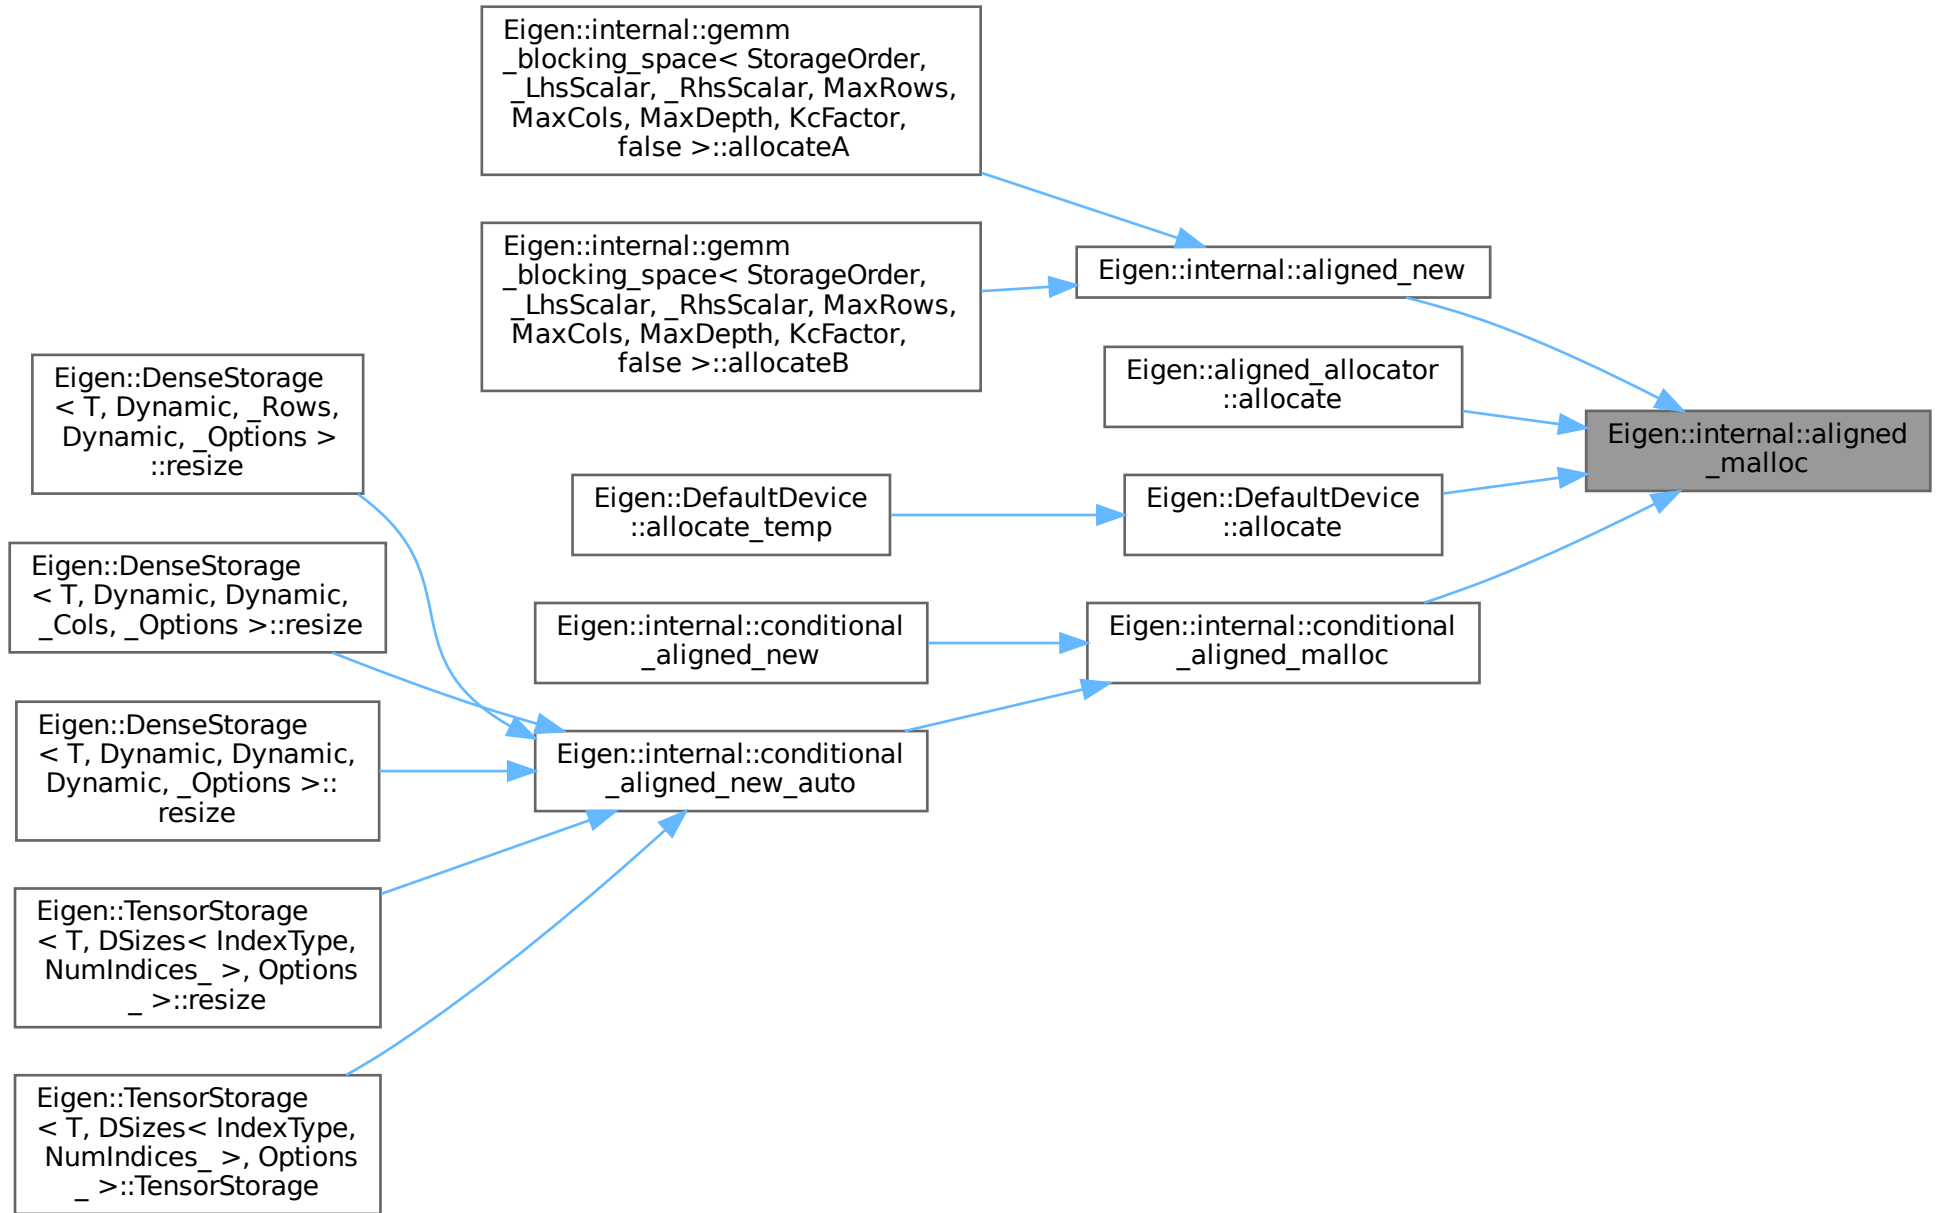 Eigen::internal::gemm
_blocking_space< StorageOrder,
_LhsScalar, _RhsScalar, MaxRows,
MaxCols, MaxDepth, KcFactor,
false >::allocateA
Eigen::internal::gemm
_blocking_space< StorageOrder,
_LhsScalar, _RhsScalar, MaxRows,
MaxCols, MaxDepth, KcFactor,
false >::allocateB
Eigen::internal::aligned_new
Eigen::aligned_allocator
::allocate
Eigen::internal::aligned
_malloc
Eigen::DenseStorage
< T, Dynamic, _Rows,
Dynamic, _Options >
::resize
Eigen::DefaultDevice
::allocate_temp
Eigen::DefaultDevice
::allocate
Eigen::DenseStorage
< T, Dynamic, Dynamic,
_Cols, _Options >::resize
Eigen::internal::conditional
_aligned_new
Eigen::internal::conditional
_aligned_malloc
Eigen::DenseStorage
< T, Dynamic, Dynamic,
Dynamic, _Options >::
resize
Eigen::internal::conditional
_aligned_new_auto
Eigen::TensorStorage
< T, DSizes< IndexType,
NumIndices_ >, Options
_ >::resize
Eigen::TensorStorage
< T, DSizes< IndexType,
NumIndices_ >, Options
_ >::TensorStorage